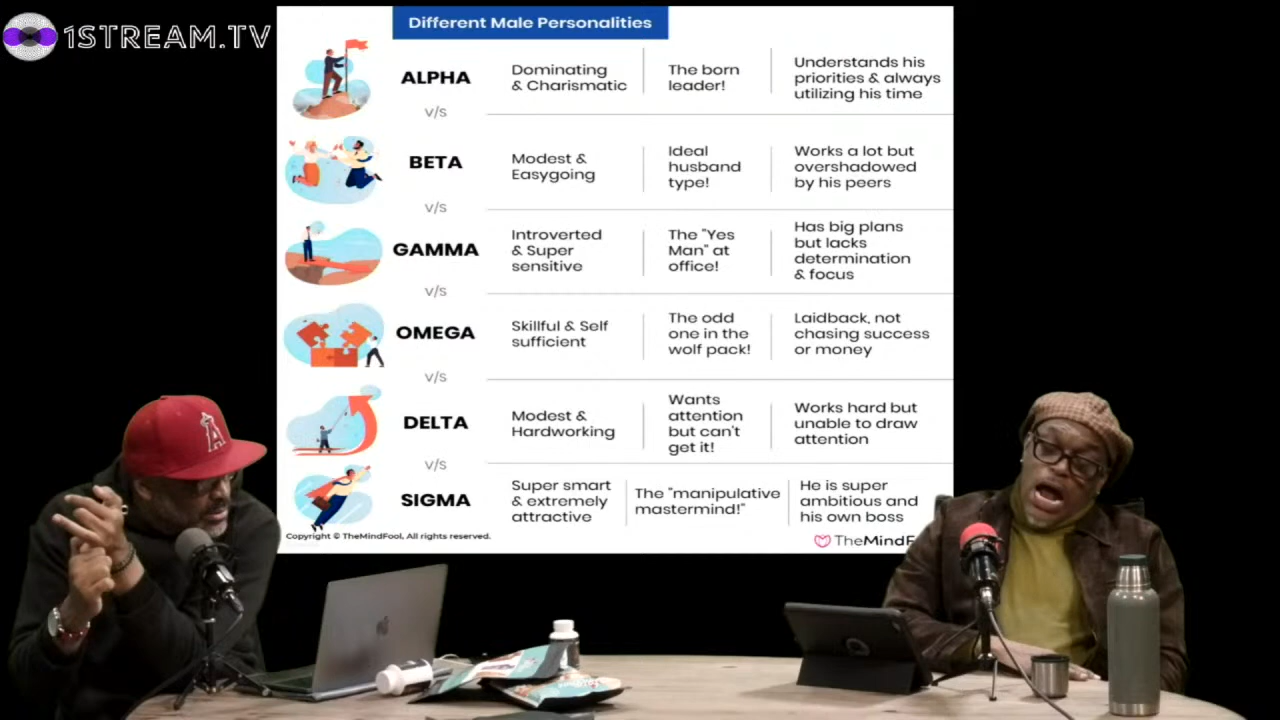 1STREAM.TV
Different Male Personalities
ALPHA
Dominating
& Charismatic
The born
leader!
Understands his
priorities & always
utilizing his time
v/s
BETA
Modest &
Easygoing
Ideal
husband
type!
Works a lot but
overshadowed
by his peers
v/s
GAMMA
Introverted
& Super
sensitive
The "Yes
Man" at
office!
Has big plans
but lacks
determination
& focus
v/s
OMEGA
Skillful & Self
sufficient
The odd
one in the
wolf pack!
Laidback, not
chasing success
or money
v/s
DELTA
Modest &
Hardworking
Wants
attention
but can't
get it!
Works hard but
unable to draw
attention
v/s
SIGMA
Super smart
& extremely
attractive
The "manipulative
mastermind!"
He is super
ambitious and
his own boss
Copyright © TheMindFool, All rights reserved.
TheMindF
A